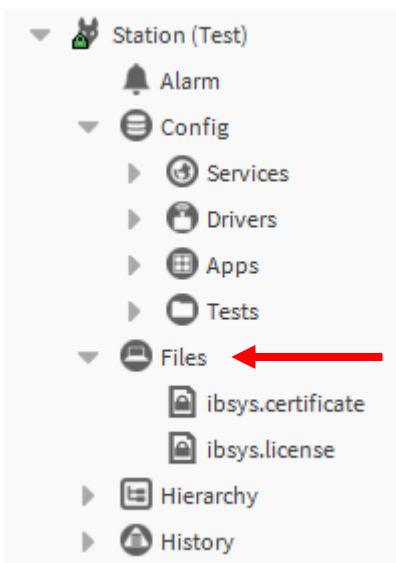 Station (Test)
Alarm
Config
Services
Drivers
Apps
Tests
Files
ibsys.certificate
ibsys.license
Hierarchy
History